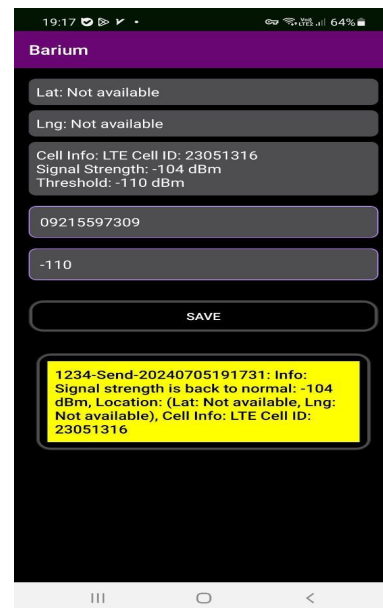 19:17
64%
Barium
Lat: Not available
Lng: Not available
Cell Info: LTE Cell ID: 23051316
Signal Strength: -104 dBm
Threshold: -110 dBm
09215597309
-110
SAVE
1234-Send-20240705191731: Info:
Signal strength is back to normal: -104
dBm, Location: (Lat: Not available, Lng:
Not available), Cell Info: LTE Cell ID:
23051316